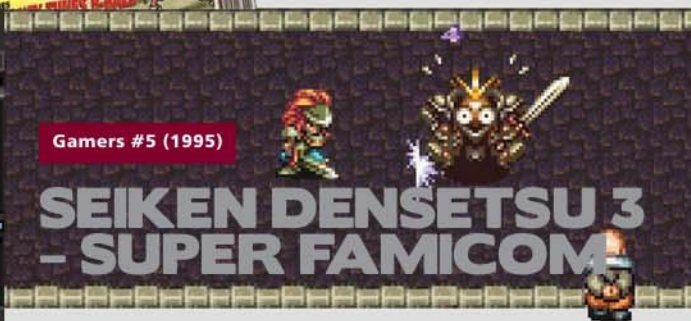 Gamers #5 (1995)
SEIKEN DENSETSU 3
– SUPER FAMICOM